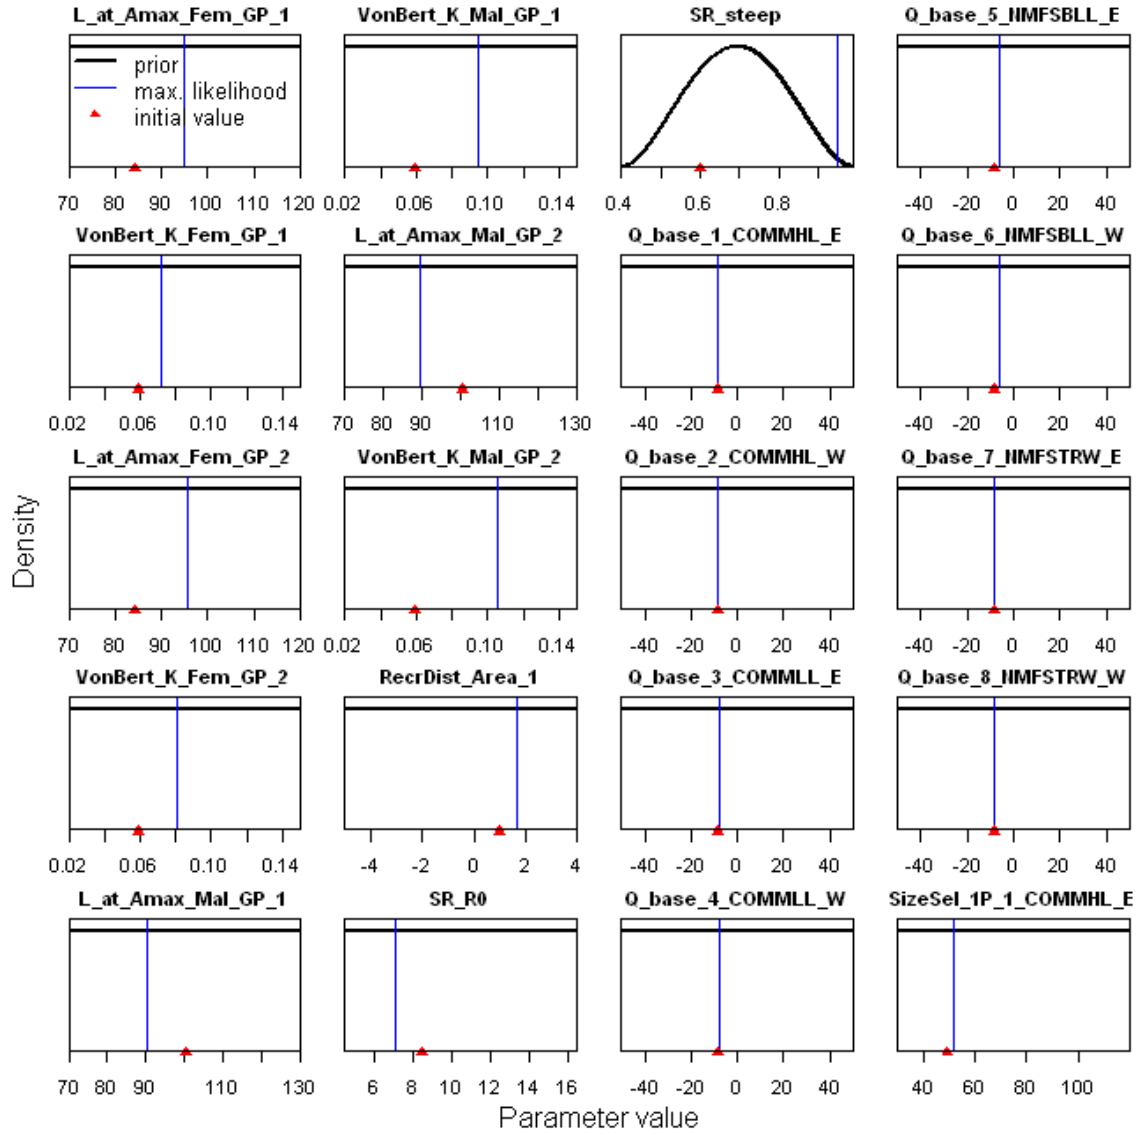 L_at_Amax_Fem_GP_1 VonBert_K_Mal_GP_1 SR_steep Q_base_5_NMFSBLL_E
prior
max. likelihood
initial value
70 80 90 100 110 120 0.02 0.06 0.10 0.14 0.4 0.6 0.8 -40 -20 0 20 40
VonBert_K_Fem_GP_1 L_at_Amax_Mal_GP_2 Q_base_1_COMMHL_E Q_base_6_NMFSBLL_W
0.02 0.06 0.10 0.14 70 90 110 130 -40 -20 0 20 40 -40 -20 0 20 40
L_at_Amax_Fem_GP_2 VonBert_K_Mal_GP_2 Q_base_2_COMMHL_W Q_base_7_NMFSTRW_E
70 80 90 100 110 120 0.02 0.06 0.10 0.14 -40 -20 0 20 40 -40 -20 0 20 40
Density
VonBert_K_Fem_GP_2 RecrDist_Area_1 Q_base_3_COMMLL_E Q_base_8_NMFSTRW_W
0.02 0.06 0.10 0.14 -4 -2 0 2 4 -40 -20 0 20 40 -40 -20 0 20 40
L_at_Amax_Mal_GP_1 SR_R0 Q_base_4_COMMLL_W SizeSel_1P_1_COMMHL_E
70 80 90 110 130 6 8 10 12 14 16 -40 -20 0 20 40 40 60 80 100
Parameter value